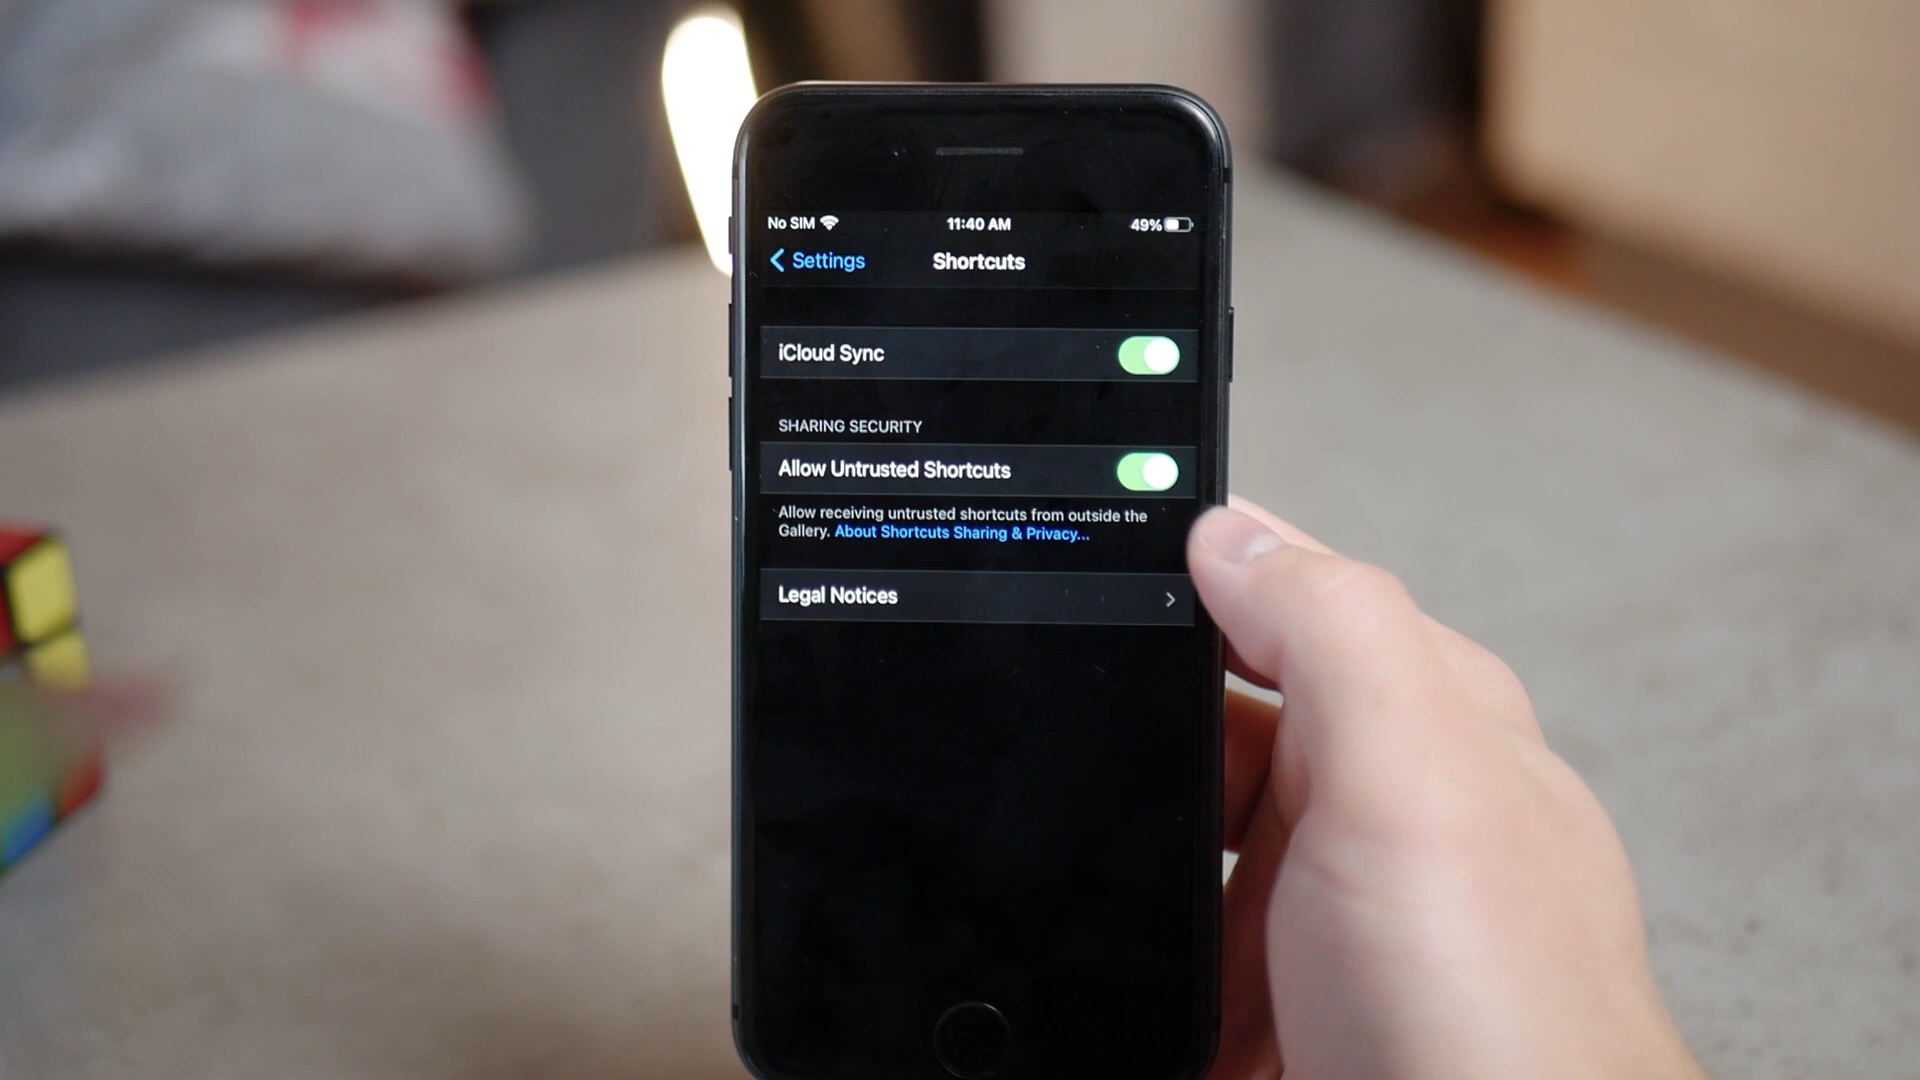 No SIM 11:40 AM 49%
Settings Shortcuts
iCloud Sync
SHARING SECURITY
Allow Untrusted Shortcuts
Allow receiving untrusted shortcuts from outside the
Gallery. About Shortcuts Sharing & Privacy...
Legal Notices